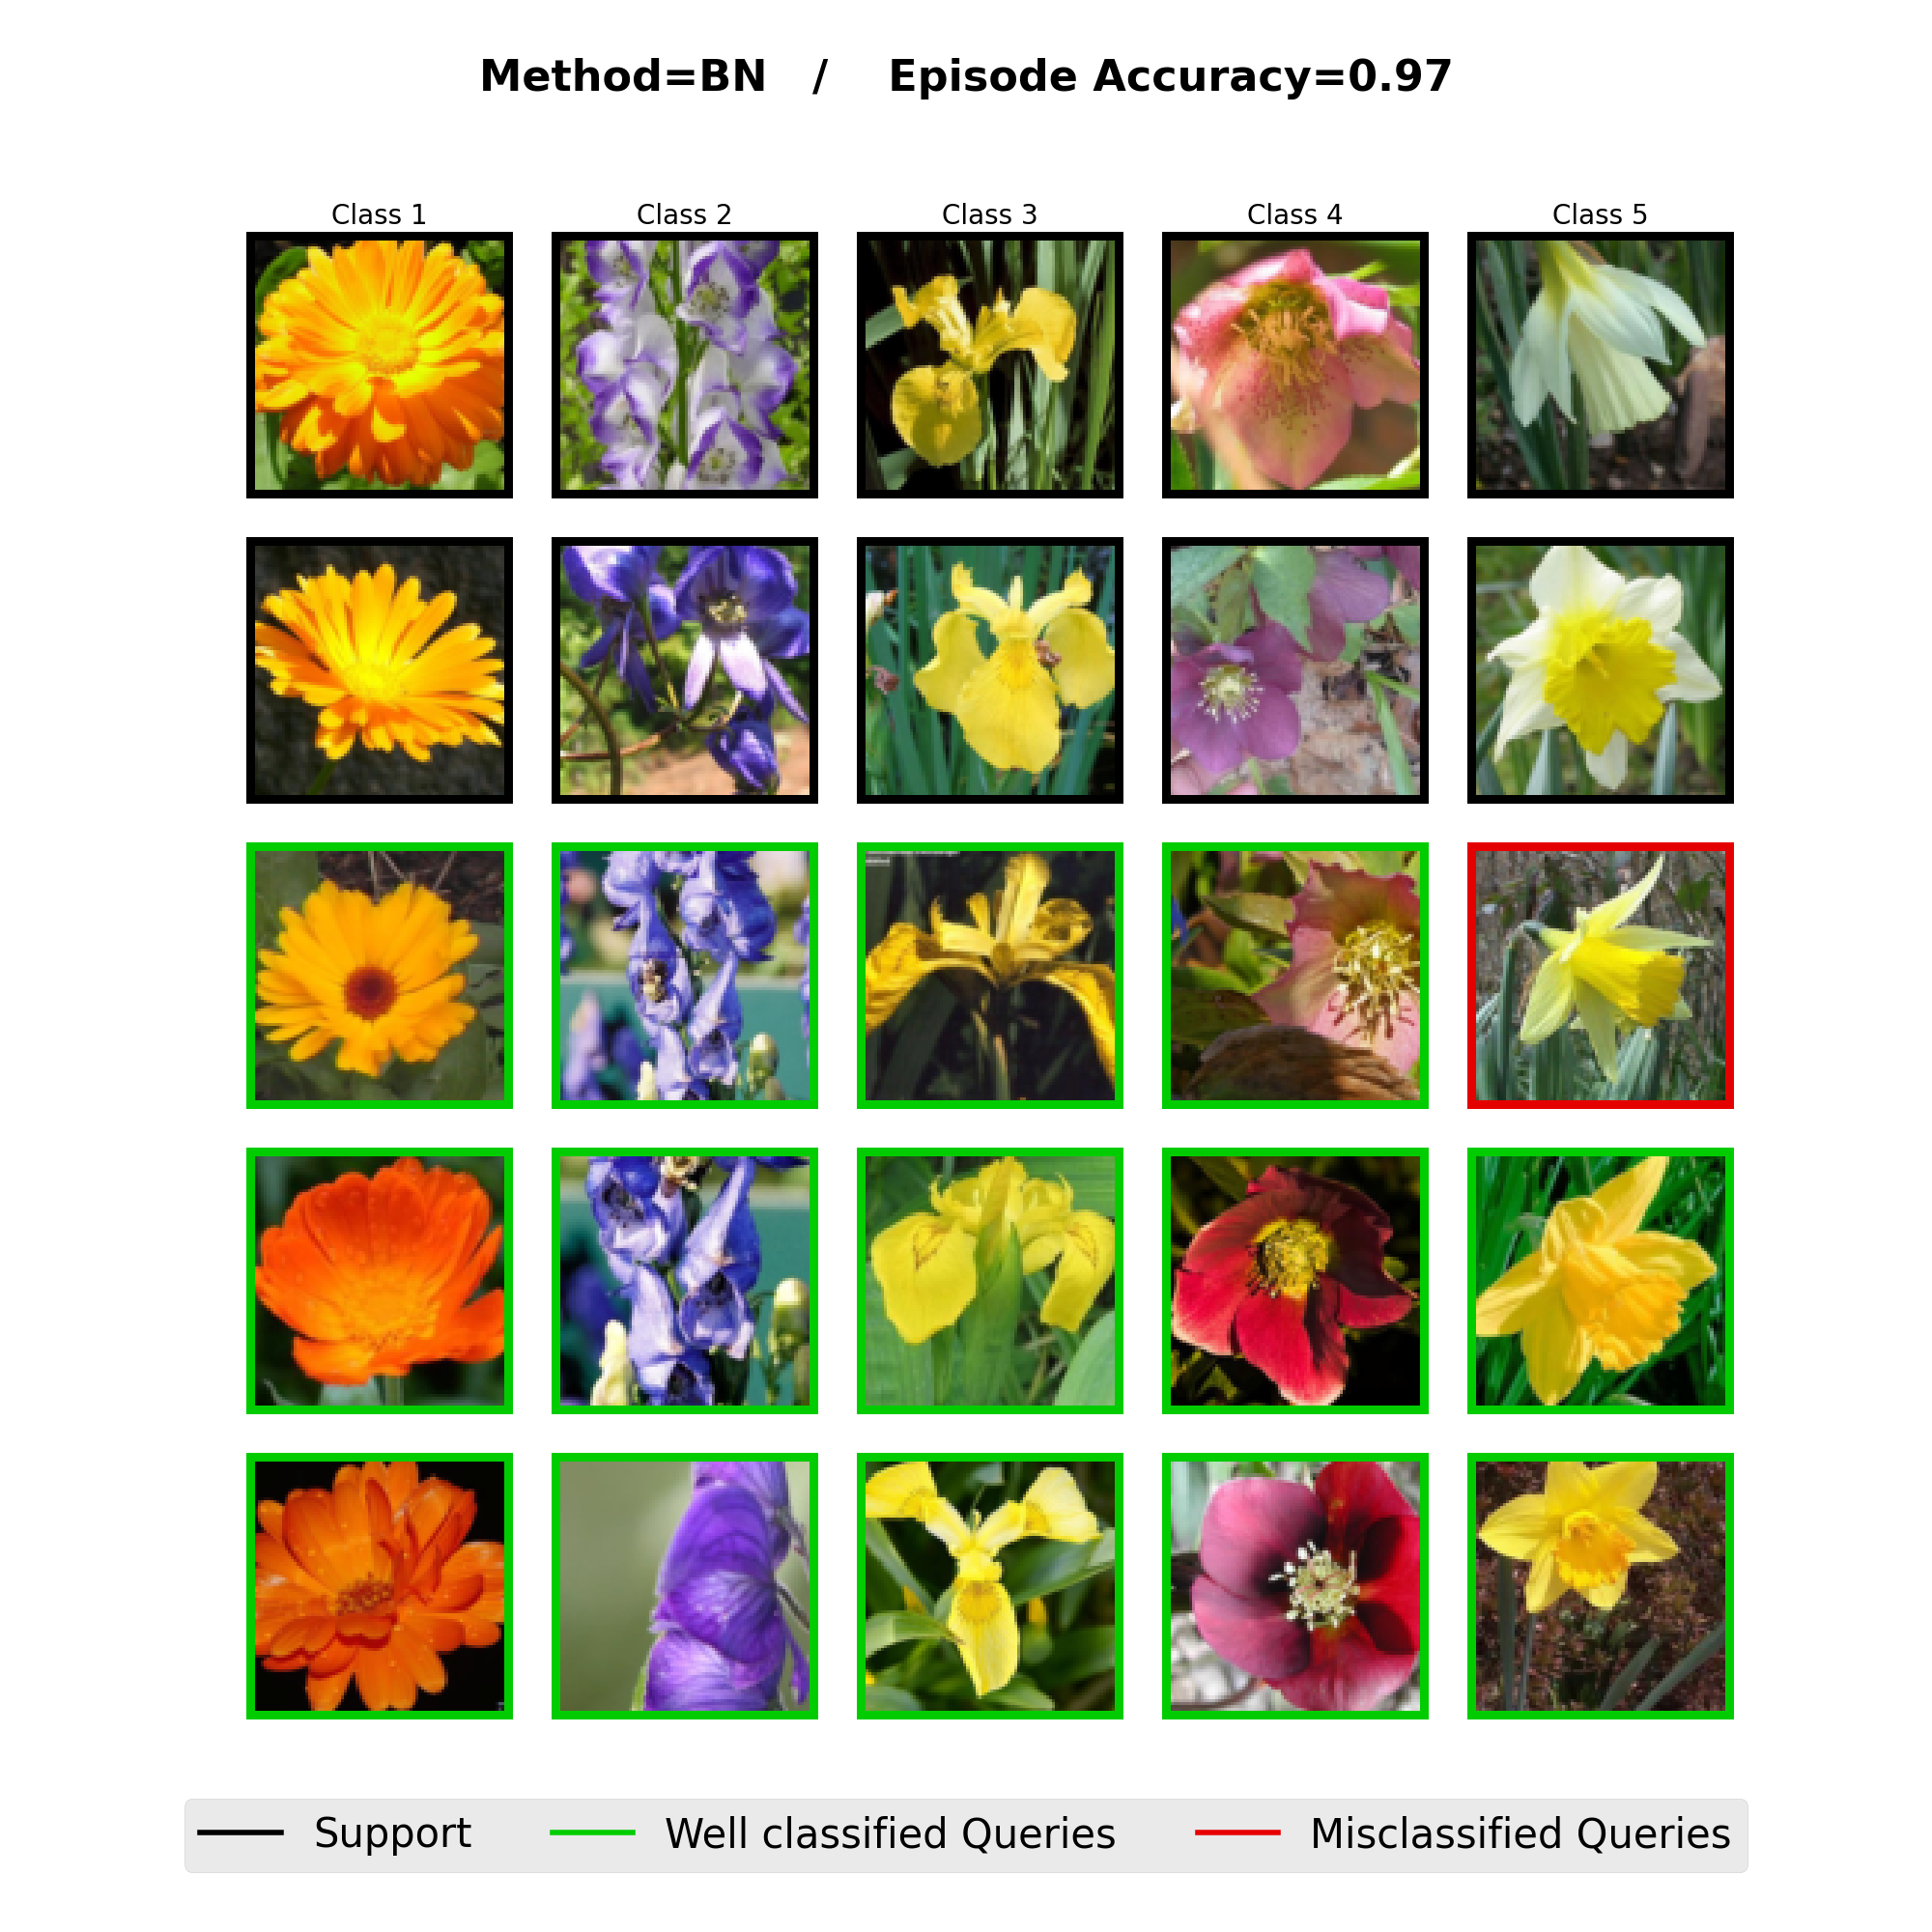 Method=BN / Episode Accuracy=0.97
Class 1 Class 2 Class 3 Class 4 Class 5
Support Well classified Queries Misclassified Queries